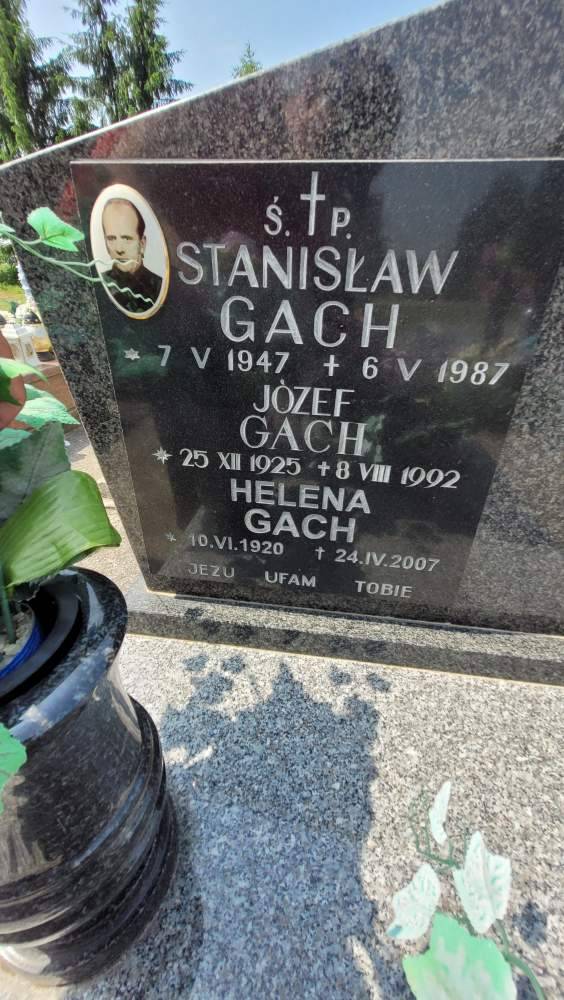 Ś. † P.
STANISŁAW
GACH
* 7 V 1947 † 6 V 1987
JÓZEF
GACH
* 25 XII 1925 † 8 VIII 1992
HELENA
GACH
* 10.VI.1920 † 24.IV.2007
JEZU UFAM TOBIE